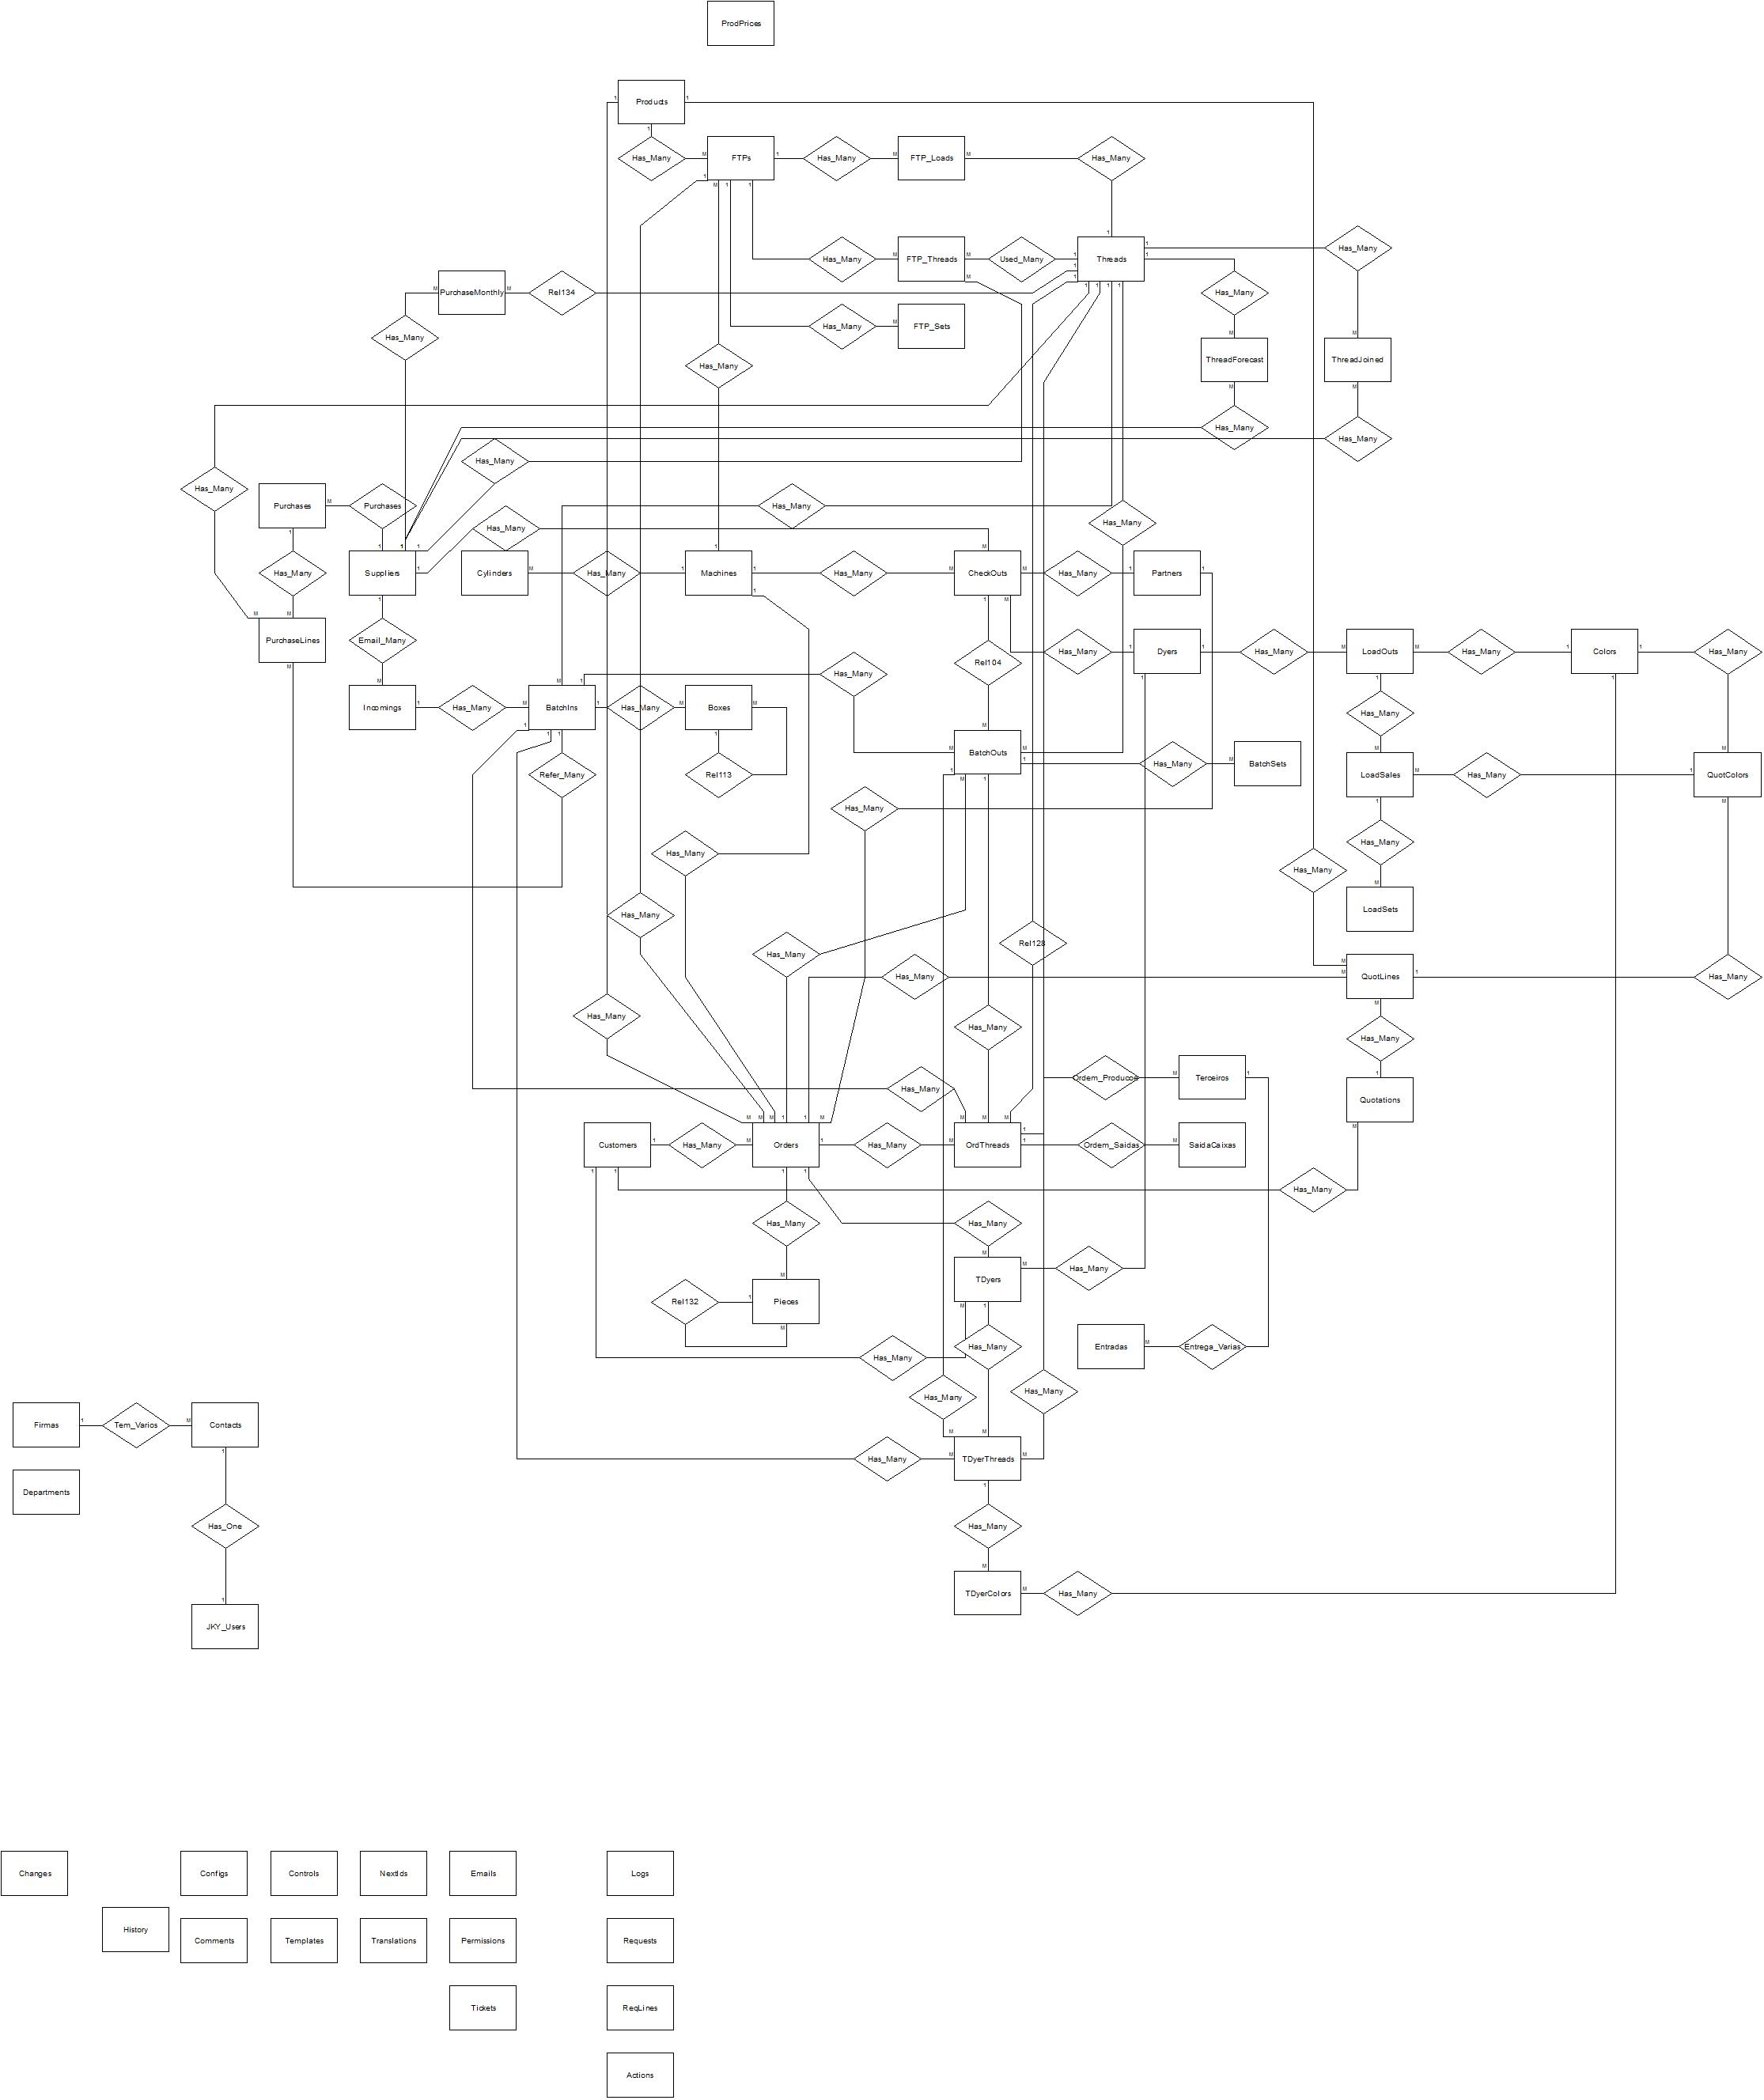 ProdPrices
Products
Has_Many
FTPs
Has_Many
FTP_Loads
Has_Many
Has_Many
FTP_Threads
Used_Many
Threads
Has_Many
PurchaseMonthly
Rel134
Has_Many
Has_Many
Has_Many
FTP_Sets
Has_Many
ThreadForecast
ThreadJoined
Has_Many
Has_Many
Has_Many
Has_Many
Has_Many
Purchases
Purchases
Has_Many
Has_Many
Has_Many
Has_Many
Suppliers
Cylinders
Has_Many
Machines
Has_Many
CheckOuts
Has_Many
Partners
PurchaseLines
Email_Many
Rel104
Has_Many
Dyers
Has_Many
LoadOuts
Has_Many
Colors
Has_Many
Has_Many
Incomings
Has_Many
BatchIns
Has_Many
Boxes
Has_Many
Refer_Many
Rel113
BatchOuts
Has_Many
BatchSets
LoadSales
Has_Many
QuotColors
Has_Many
Has_Many
Has_Many
Has_Many
Has_Many
LoadSets
Has_Many
Rel128
Has_Many
Has_Many
QuotLines
Has_Many
Has_Many
Has_Many
Has_Many
Has_Many
Ordem_Producoa
Terceiros
Quotations
Customers
Has_Many
Orders
Has_Many
OrdThreads
Ordem_Saidas
SaidaCaixas
Has_Many
Has_Many
Has_Many
TDyers
Has_Many
Rel132
Pieces
Has_Many
Has_Many
Entradas
Entrega_Varias
Has_Many
Has_Many
Firmas
Tem_Varios
Contacts
Has_Many
TDyerThreads
Departments
Has_One
Has_Many
TDyerColors
Has_Many
JKY_Users
Changes
Configs
Controls
NextIds
Emails
Logs
History
Comments
Templates
Translations
Permissions
Requests
Tickets
ReqLines
Actions